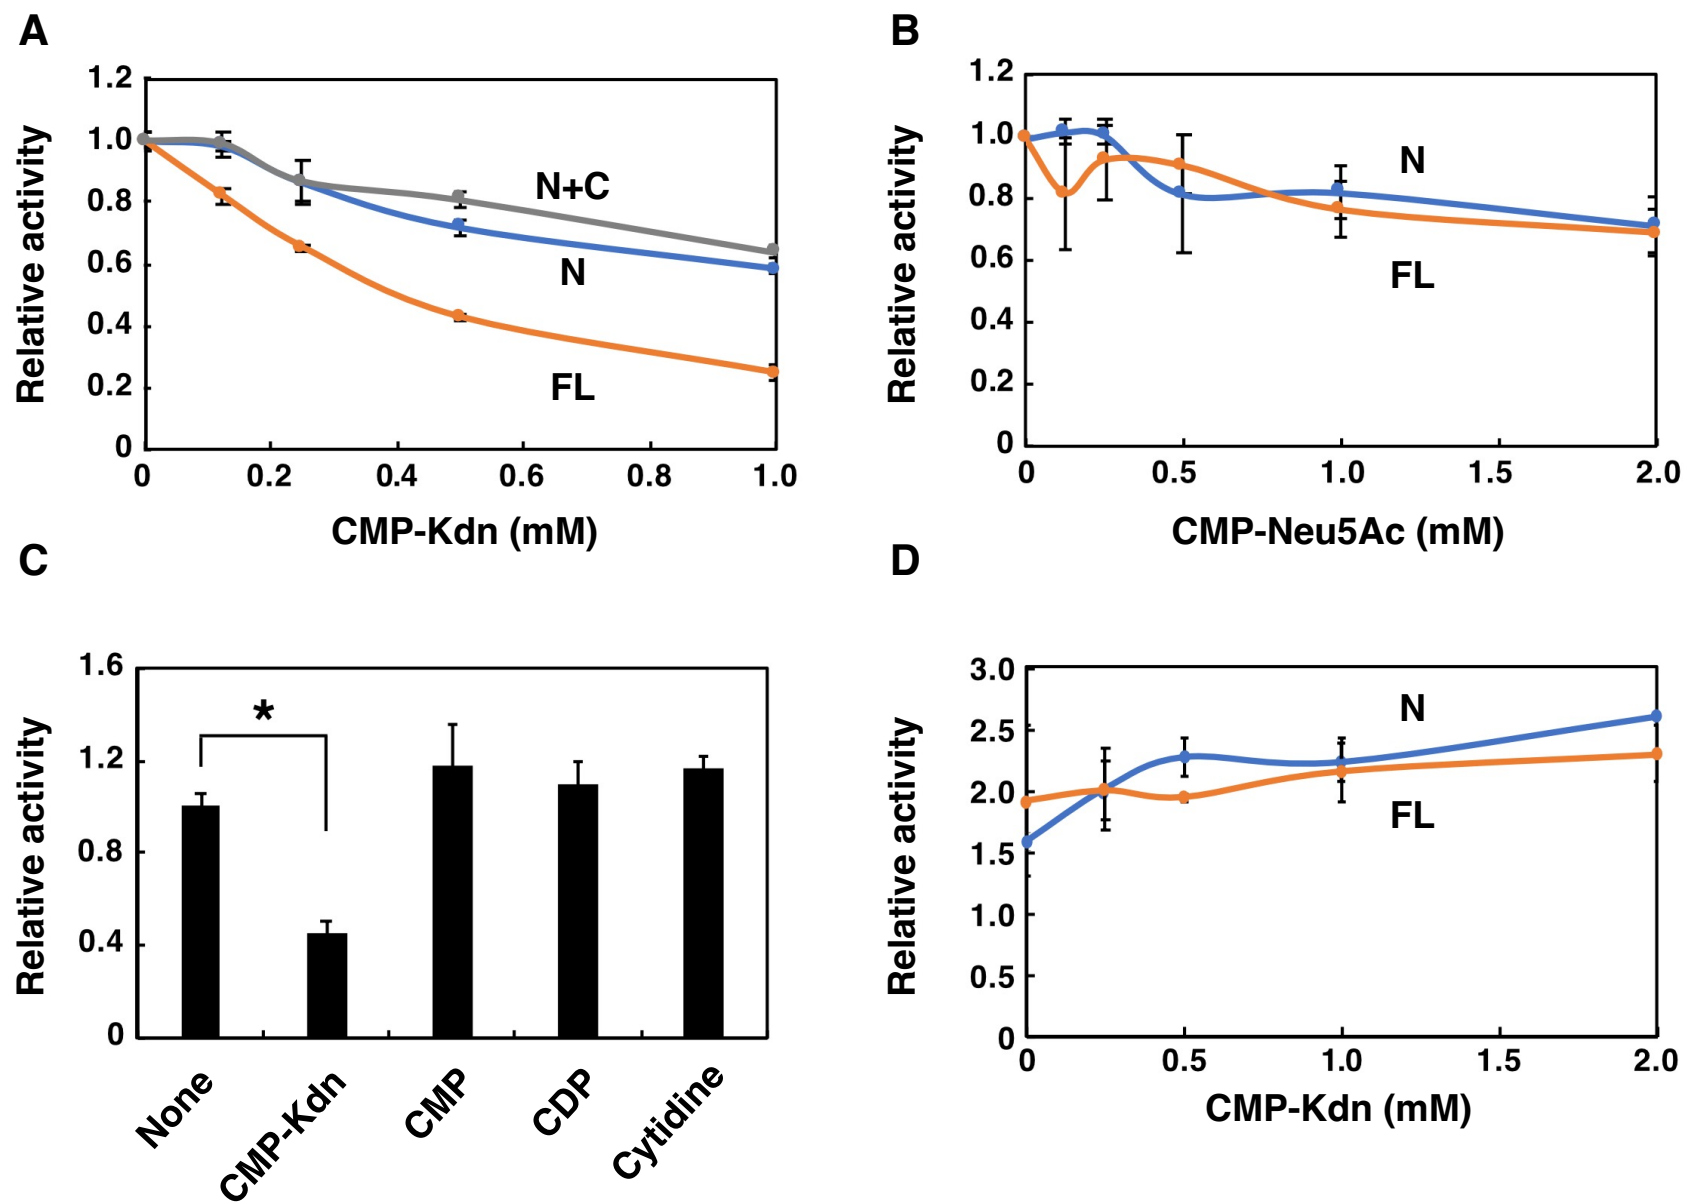 A
Relative activity
1.2
1.0
0.8
0.6
0.4
0.2
0
N+C
N
FL
0 0.2 0.4 0.6 0.8 1.0
CMP-Kdn (mM)
B
Relative activity
1.2
1.0
0.8
0.6
0.4
0.2
0
N
FL
0 0.5 1.0 1.5 2.0
CMP-Neu5Ac (mM)
C
Relative activity
1.6
1.2
0.8
0.4
0
*
None CMP-Kdn CMP CDP Cytidine
D
Relative activity
3.0
2.5
2.0
1.5
1.0
0.5
0
N
FL
0 0.5 1.0 1.5 2.0
CMP-Kdn (mM)